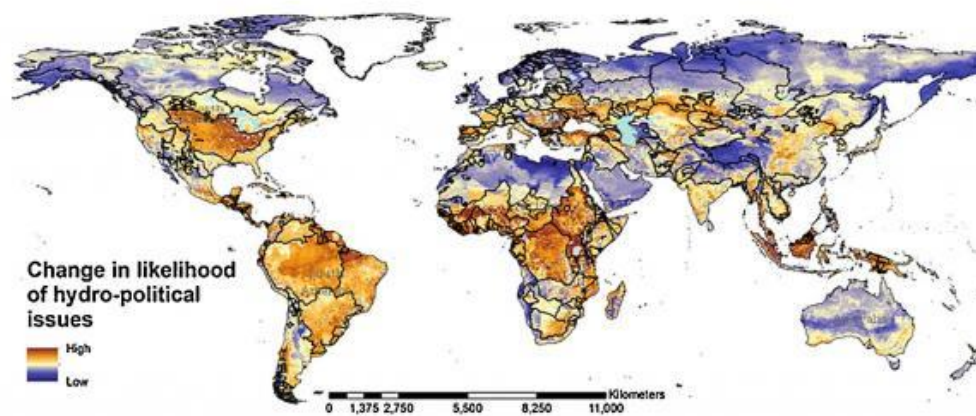 Change in likelihood
of hydro-political
issues
High
Low
Kilometers
0 1,375 2,750 5,500 8,250 11,000